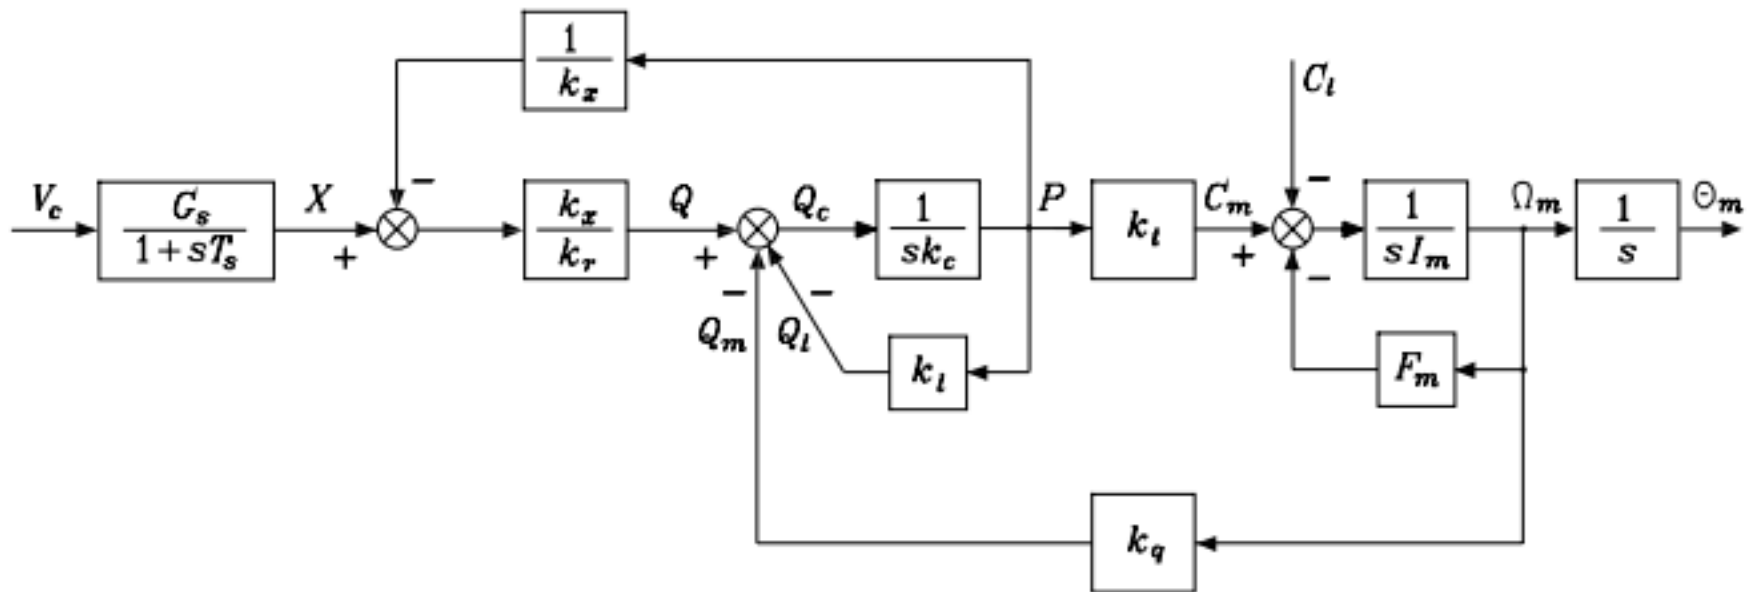 1
k_x
C_l
V_c
G_s
1 + sT_s
X
−
+
k_x
k_r
Q
+
Q_c
1
sk_c
P
k_t
C_m
−
+
−
1
sI_m
Ω_m
1
s
Θ_m
−
−
Q_m
Q_l
k_l
F_m
k_q